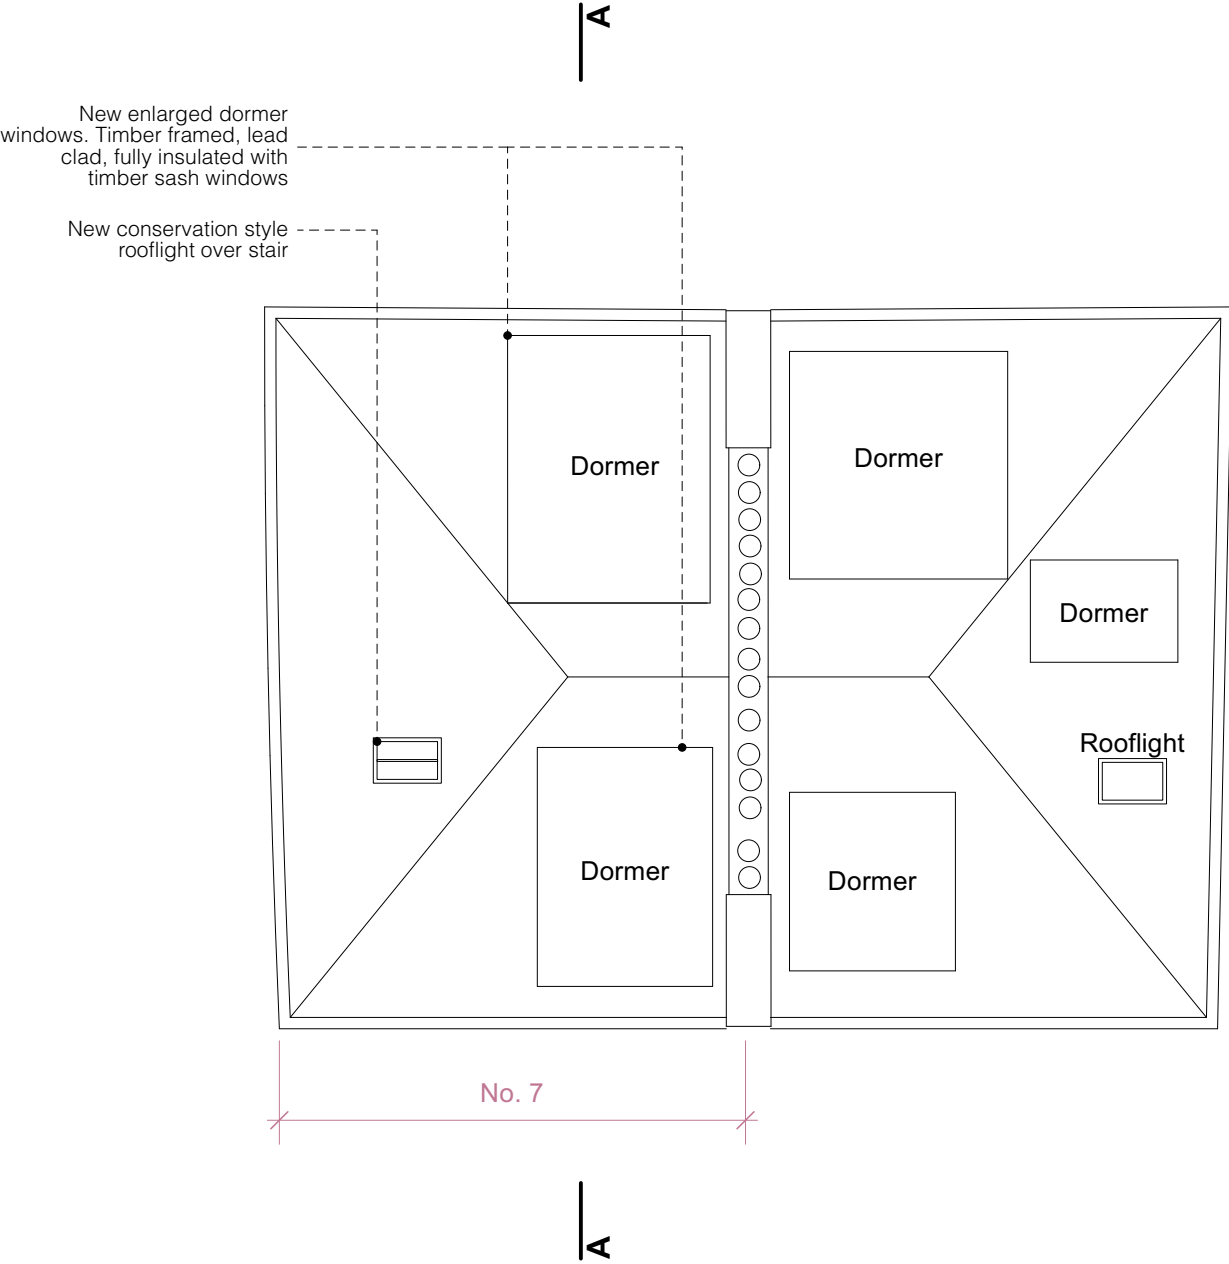 A
New enlarged dormer
windows. Timber framed, lead
clad, fully insulated with
timber sash windows
New conservation style
rooflight over stair
Dormer
Dormer
Dormer
Rooflight
Dormer
Dormer
No. 7
A